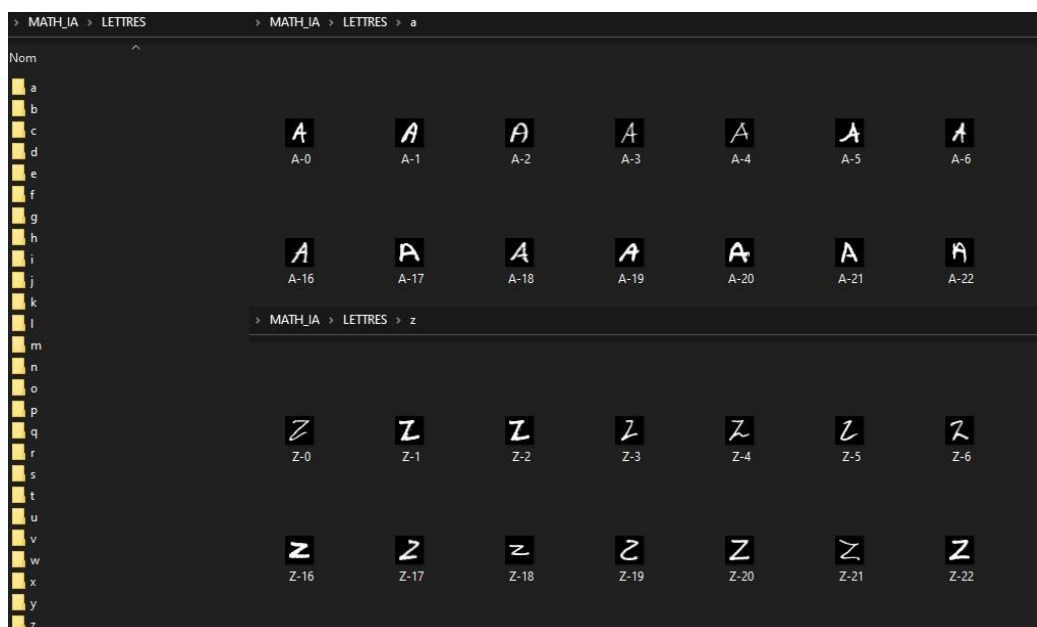 > MATH_IA > LETTRES
Nom
a
b
c
d
e
f
g
h
i
j
k
l
m
n
o
p
q
r
s
t
u
v
w
x
y
z
> MATH_IA > LETTRES > a
A A A A A A A
A-0 A-1 A-2 A-3 A-4 A-5 A-6
A A A A A A A
A-16 A-17 A-18 A-19 A-20 A-21 A-22
> MATH_IA > LETTRES > z
Z Z Z Z Z Z Z
Z-0 Z-1 Z-2 Z-3 Z-4 Z-5 Z-6
Z Z Z Z Z Z Z
Z-16 Z-17 Z-18 Z-19 Z-20 Z-21 Z-22